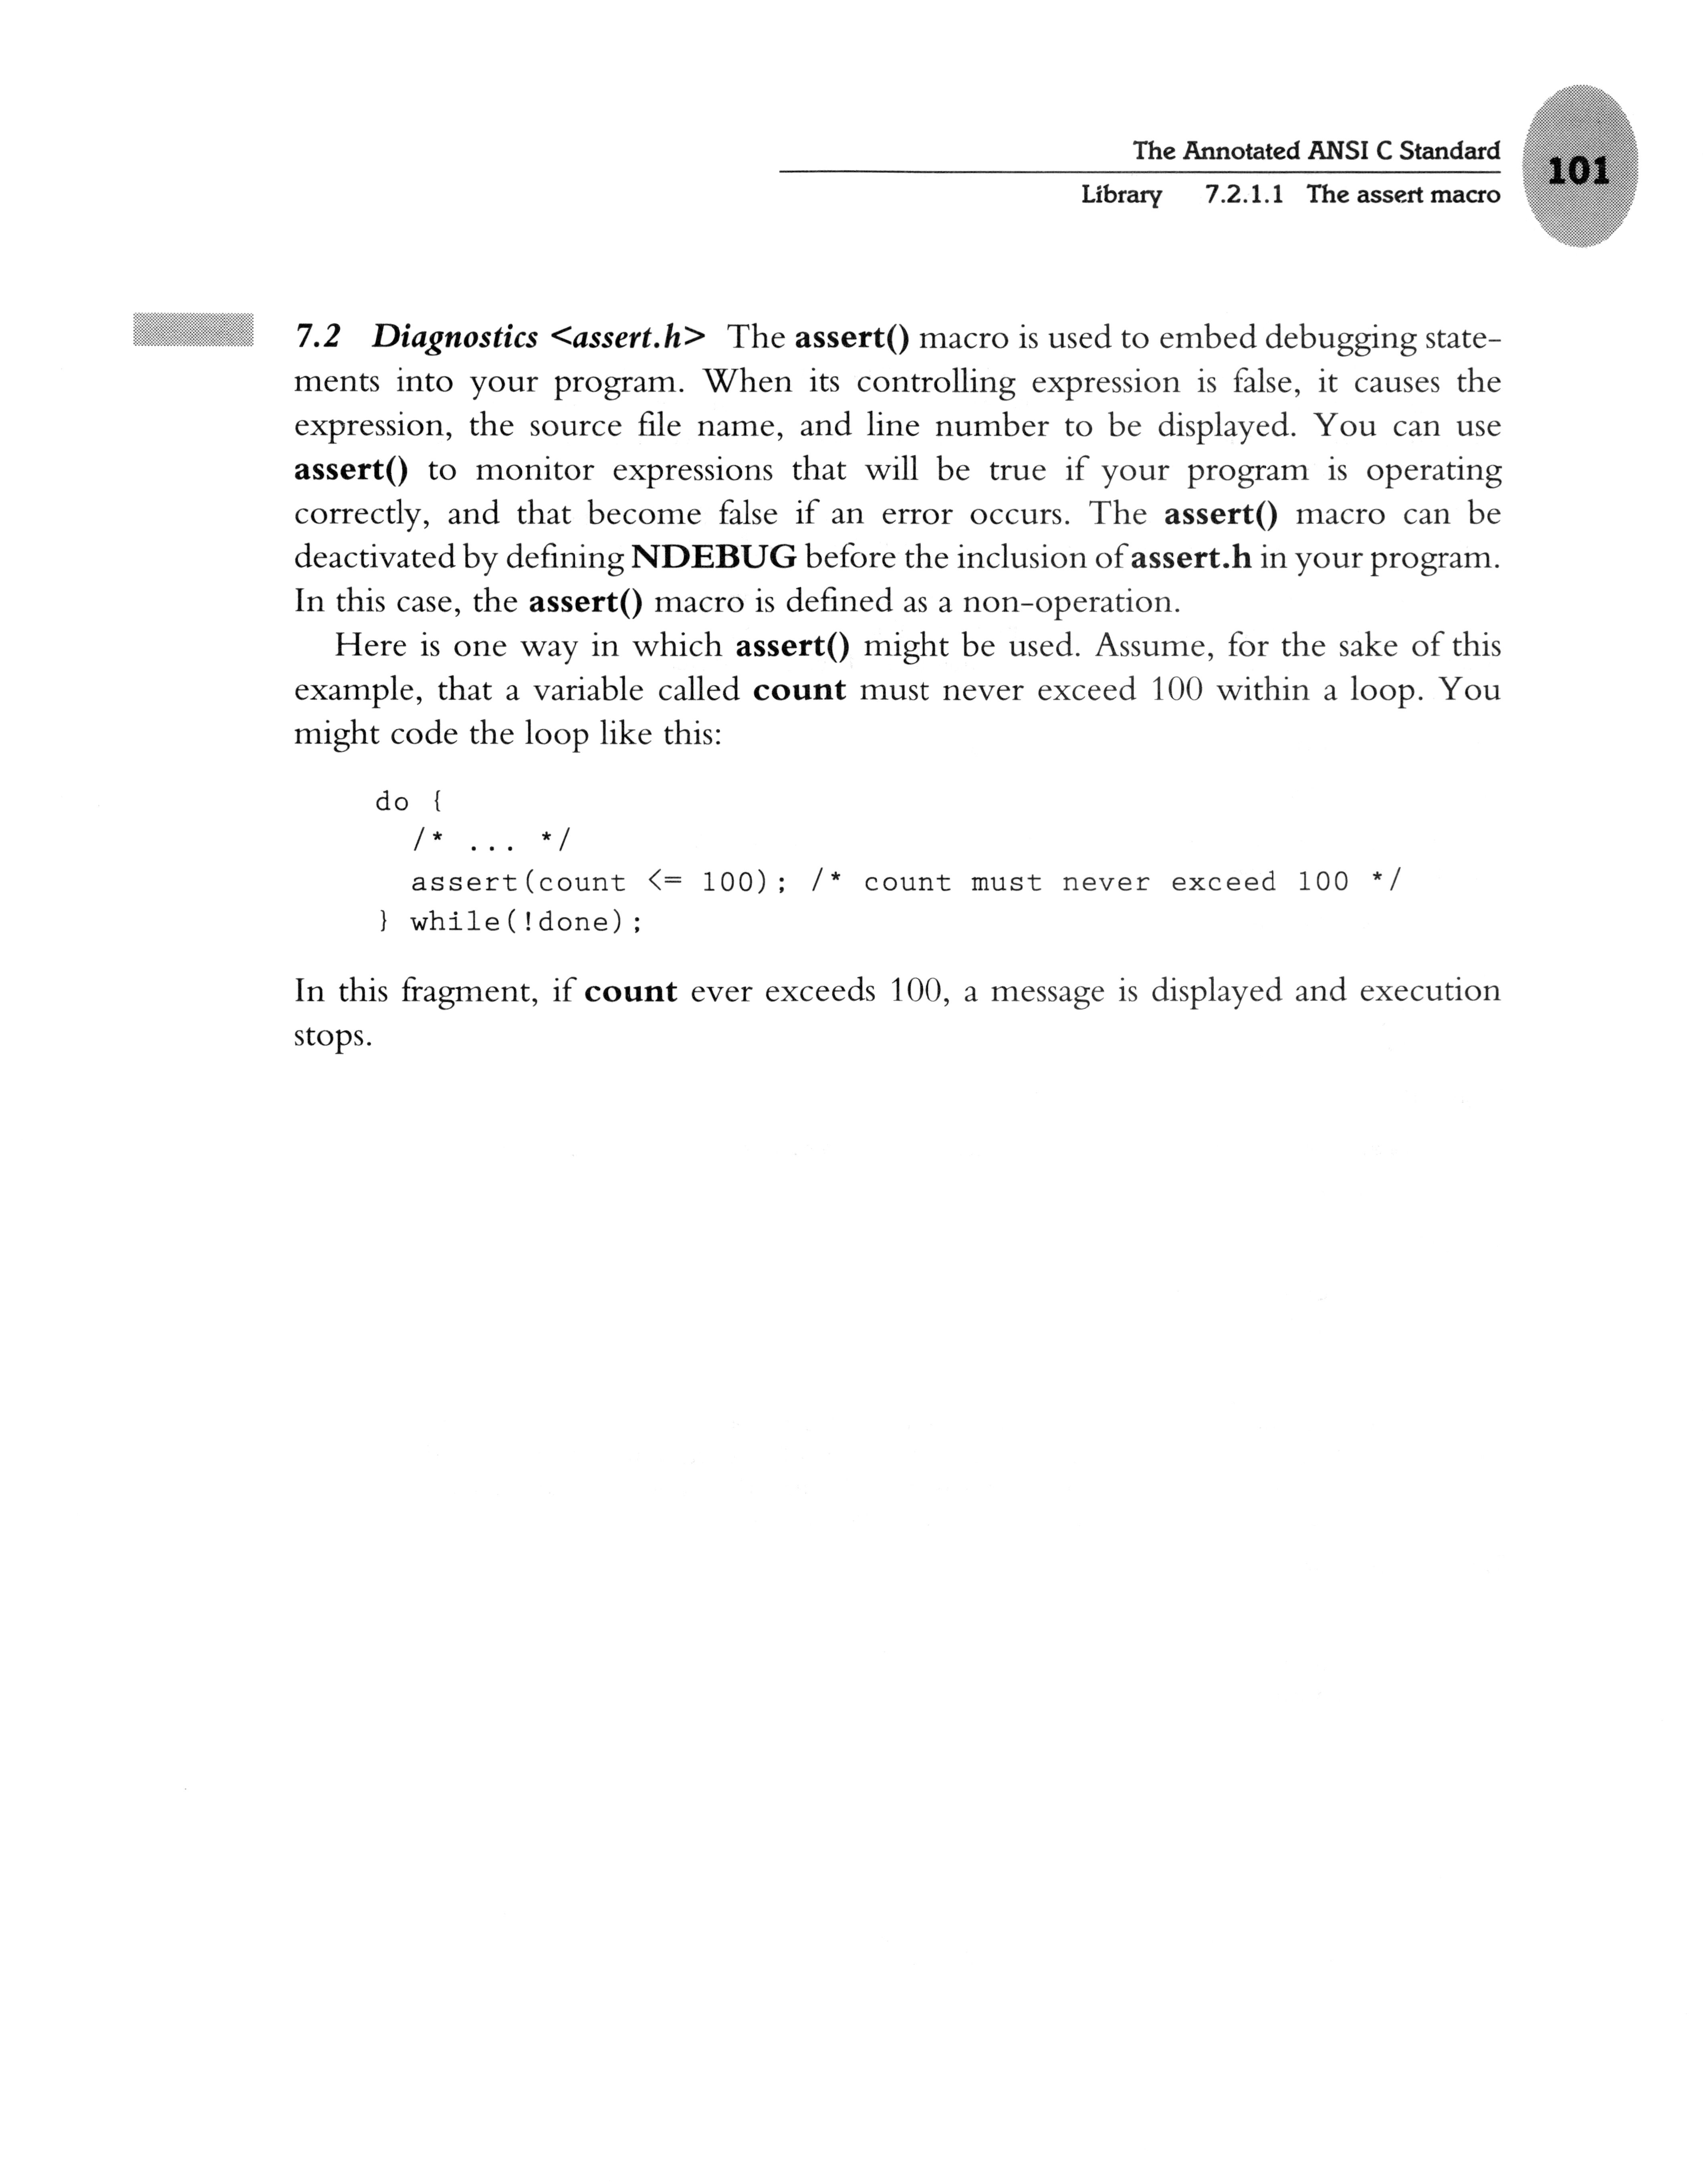 The Annotated ANSI C Standard
Library 7.2.1.1 The assert macro
101
7.2 Diagnostics <assert.h> The assert() macro is used to embed debugging state-
ments into your program. When its controlling expression is false, it causes the
expression, the source file name, and line number to be displayed. You can use
assert() to monitor expressions that will be true if your program is operating
correctly, and that become false if an error occurs. The assert() macro can be
deactivated by defining NDEBUG before the inclusion of assert.h in your program.
In this case, the assert() macro is defined as a non-operation.
Here is one way in which assert() might be used. Assume, for the sake of this
example, that a variable called count must never exceed 100 within a loop. You
might code the loop like this:
do {
/* ... */
assert(count <= 100); /* count must never exceed 100 */
} while(!done);
In this fragment, if count ever exceeds 100, a message is displayed and execution
stops.